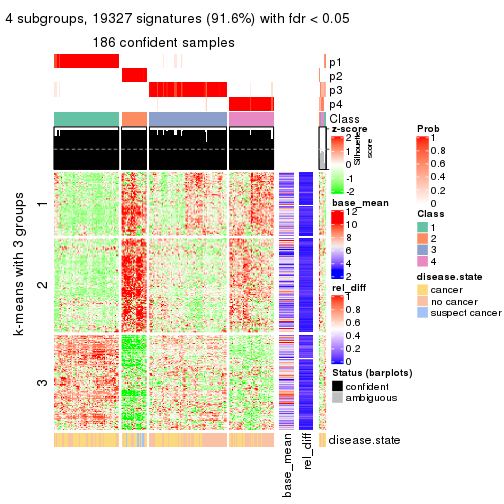 4 subgroups, 19327 signatures (91.6%) with fdr < 0.05
186 confident samples
p1
p2
p3
p4
Class
z-score
2
1
0
-1
-2
Silhouette
score
base_mean
12
10
8
6
4
2
rel_diff
1
0.8
0.6
0.4
0.2
0
Status (barplots)
confident
ambiguous
Prob
1
0.8
0.6
0.4
0.2
0
Class
1
2
3
4
disease.state
cancer
no cancer
suspect cancer
k-means with 3 groups
1
2
3
disease.state
base_mean
rel_diff